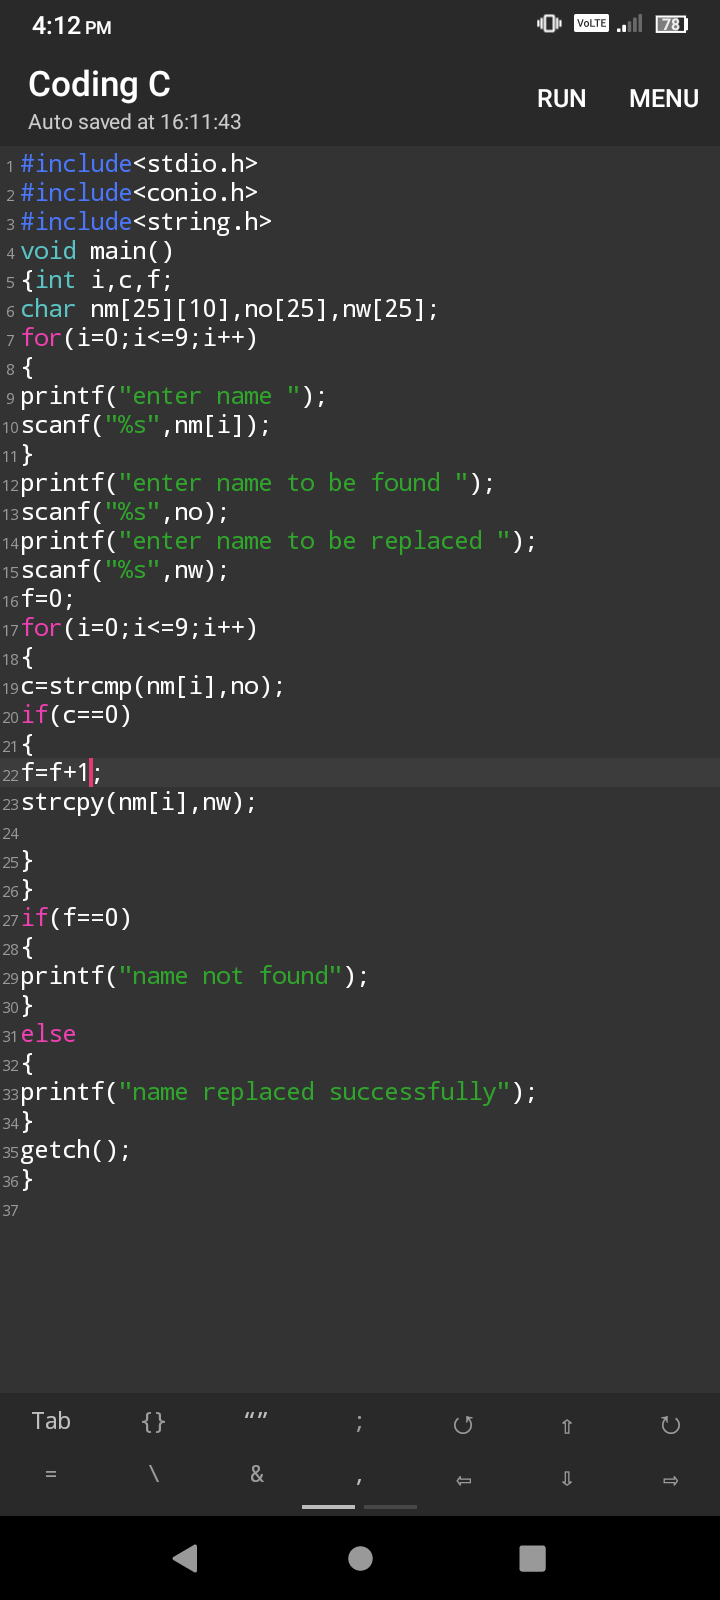 4:12 PM VoLTE 78
Coding C
Auto saved at 16:11:43
RUN MENU
1 #include<stdio.h>
2 #include<conio.h>
3 #include<string.h>
4 void main()
5 {int i,c,f;
6 char nm[25][10],no[25],nw[25];
7 for(i=0;i<=9;i++)
8 {
9 printf("enter name ");
10 scanf("%s",nm[i]);
11 }
12 printf("enter name to be found ");
13 scanf("%s",no);
14 printf("enter name to be replaced ");
15 scanf("%s",nw);
16 f=0;
17 for(i=0;i<=9;i++)
18 {
19 c=strcmp(nm[i],no);
20 if(c==0)
21 {
22 f=f+1;
23 strcpy(nm[i],nw);
24
25 }
26 }
27 if(f==0)
28 {
29 printf("name not found");
30 }
31 else
32 {
33 printf("name replaced successfully");
34 }
35 getch();
36 }
37
Tab {} “” ; ↺ ⇧ ↻
= \ & , ⇦ ⇩ ⇨